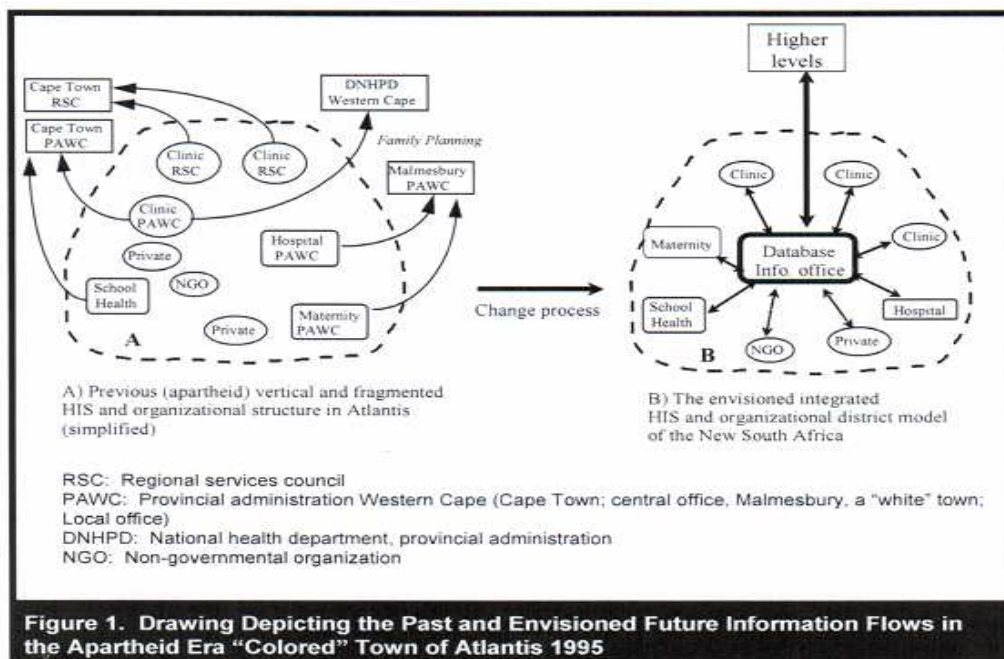 Higher
levels
Cape Town
RSC
DNHPD
Western Cape
Cape Town
PAWC
Family Planning
Clinic
RSC
Clinic
RSC
Malmesbury
PAWC
Clinic
PAWC
Private
Hospital
PAWC
NGO
School
Health
Private
Maternity
PAWC
A
Change process
Clinic
Clinic
Maternity
Clinic
Database
Info. office
School
Health
Hospital
NGO
Private
B
A) Previous (apartheid) vertical and fragmented
HIS and organizational structure in Atlantis
(simplified)
B) The envisioned integrated
HIS and organizational district model
of the New South Africa
RSC: Regional services council
PAWC: Provincial administration Western Cape (Cape Town; central office, Malmesbury, a “white” town;
Local office)
DNHPD: National health department, provincial administration
NGO: Non-governmental organization
Figure 1. Drawing Depicting the Past and Envisioned Future Information Flows in
the Apartheid Era “Colored” Town of Atlantis 1995